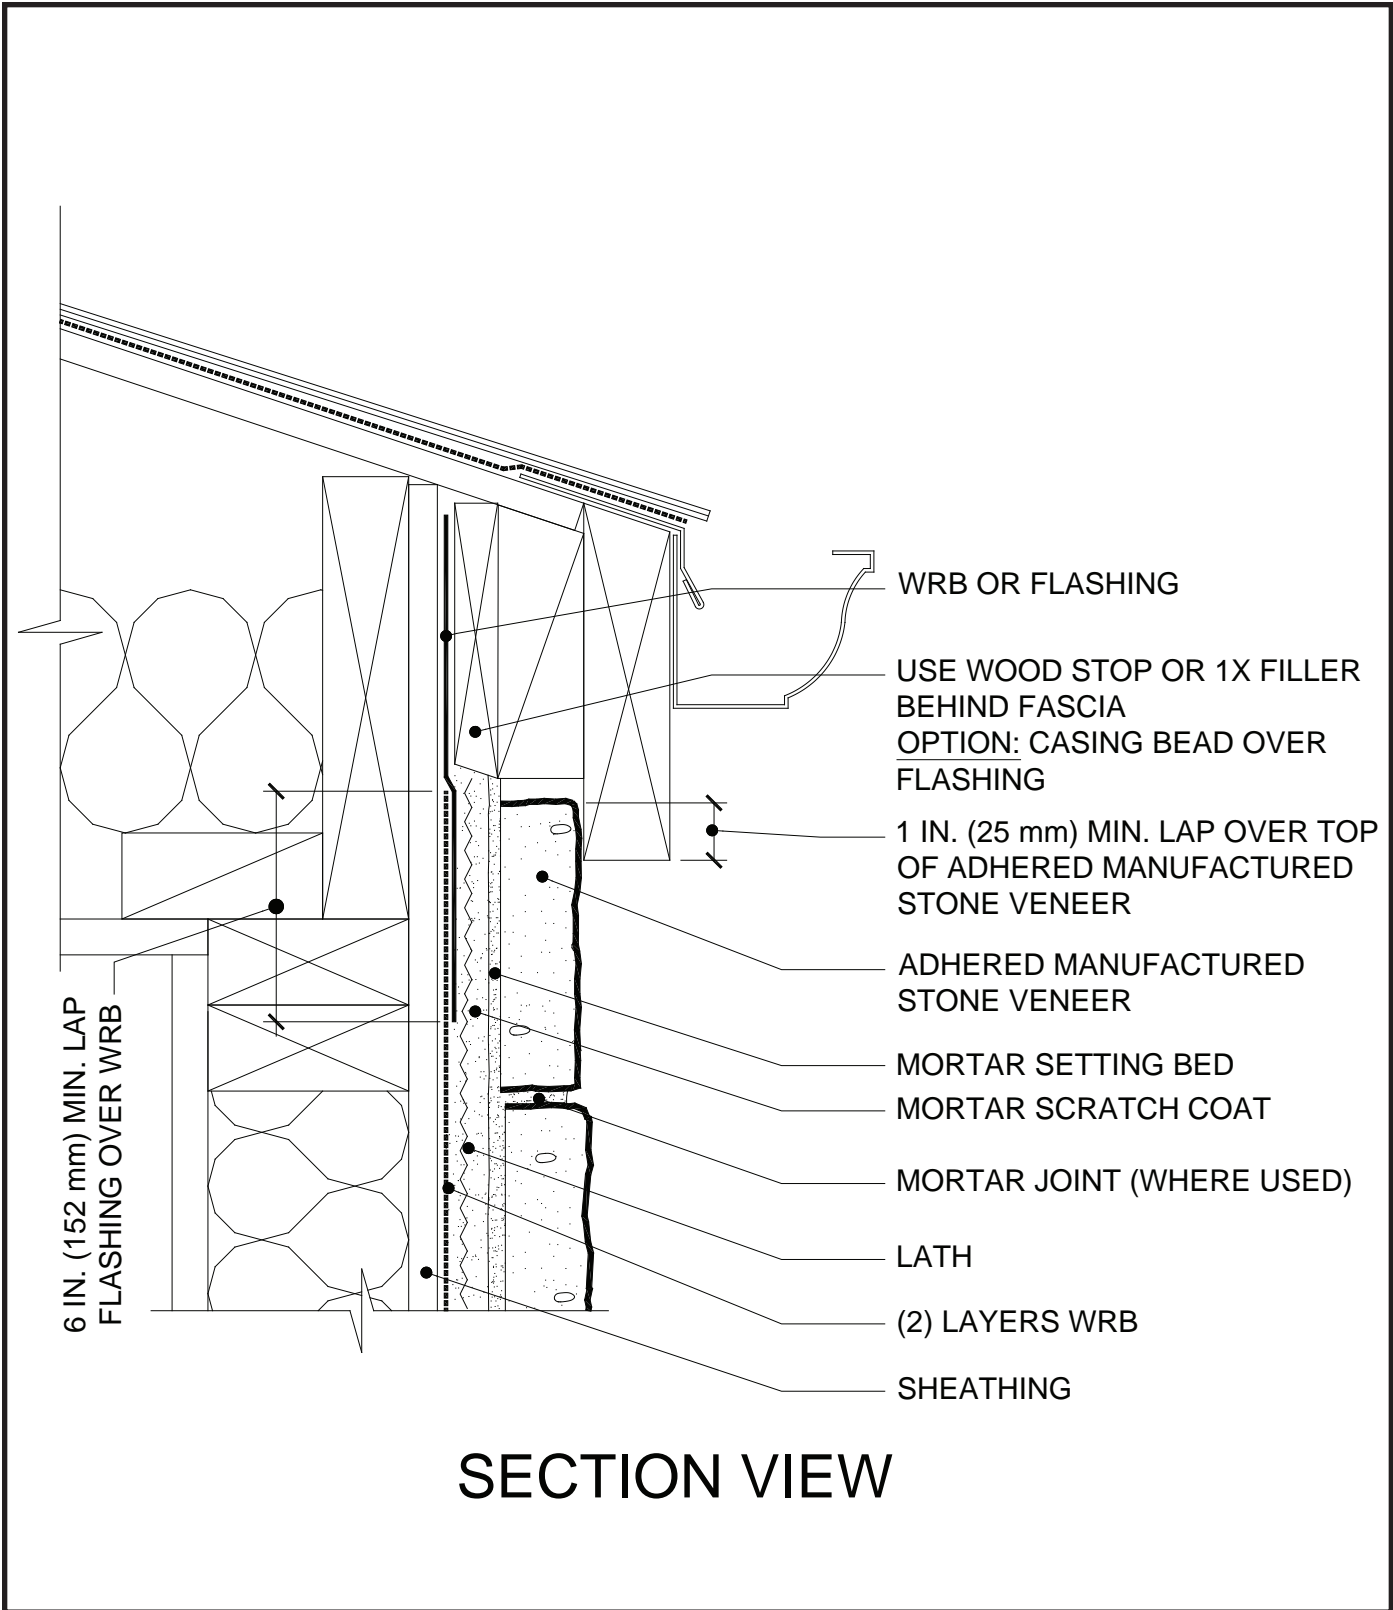 WRB OR FLASHING
USE WOOD STOP OR 1X FILLER
BEHIND FASCIA
OPTION: CASING BEAD OVER
FLASHING
1 IN. (25 mm) MIN. LAP OVER TOP
OF ADHERED MANUFACTURED
STONE VENEER
ADHERED MANUFACTURED
STONE VENEER
MORTAR SETTING BED
MORTAR SCRATCH COAT
MORTAR JOINT (WHERE USED)
LATH
(2) LAYERS WRB
SHEATHING
6 IN. (152 mm) MIN. LAP
FLASHING OVER WRB
SECTION VIEW